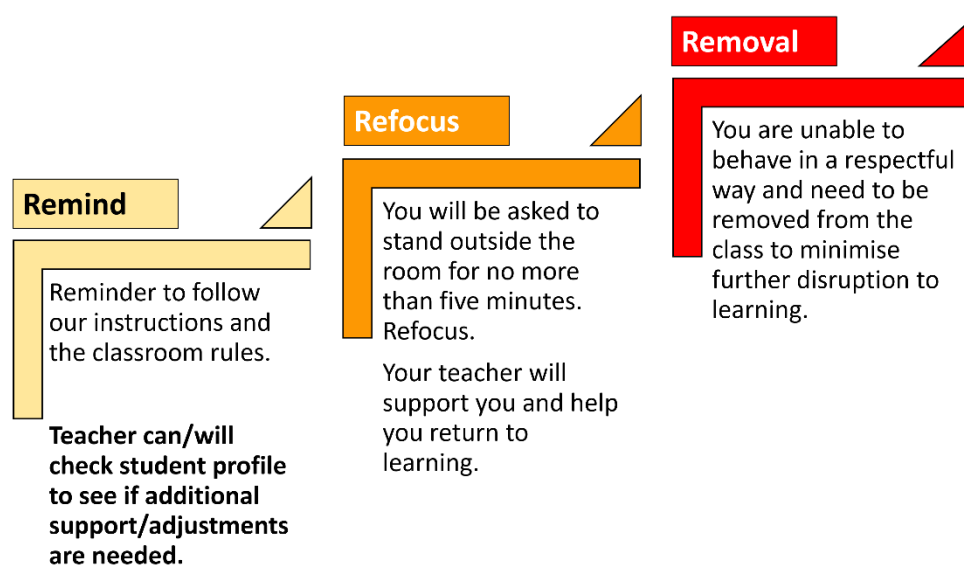 Remind
Reminder to follow
our instructions and
the classroom rules.
Teacher can/will
check student profile
to see if additional
support/adjustments
are needed.
Refocus
You will be asked to
stand outside the
room for no more
than five minutes.
Refocus.
Your teacher will
support you and help
you return to
learning.
Removal
You are unable to
behave in a respectful
way and need to be
removed from the
class to minimise
further disruption to
learning.